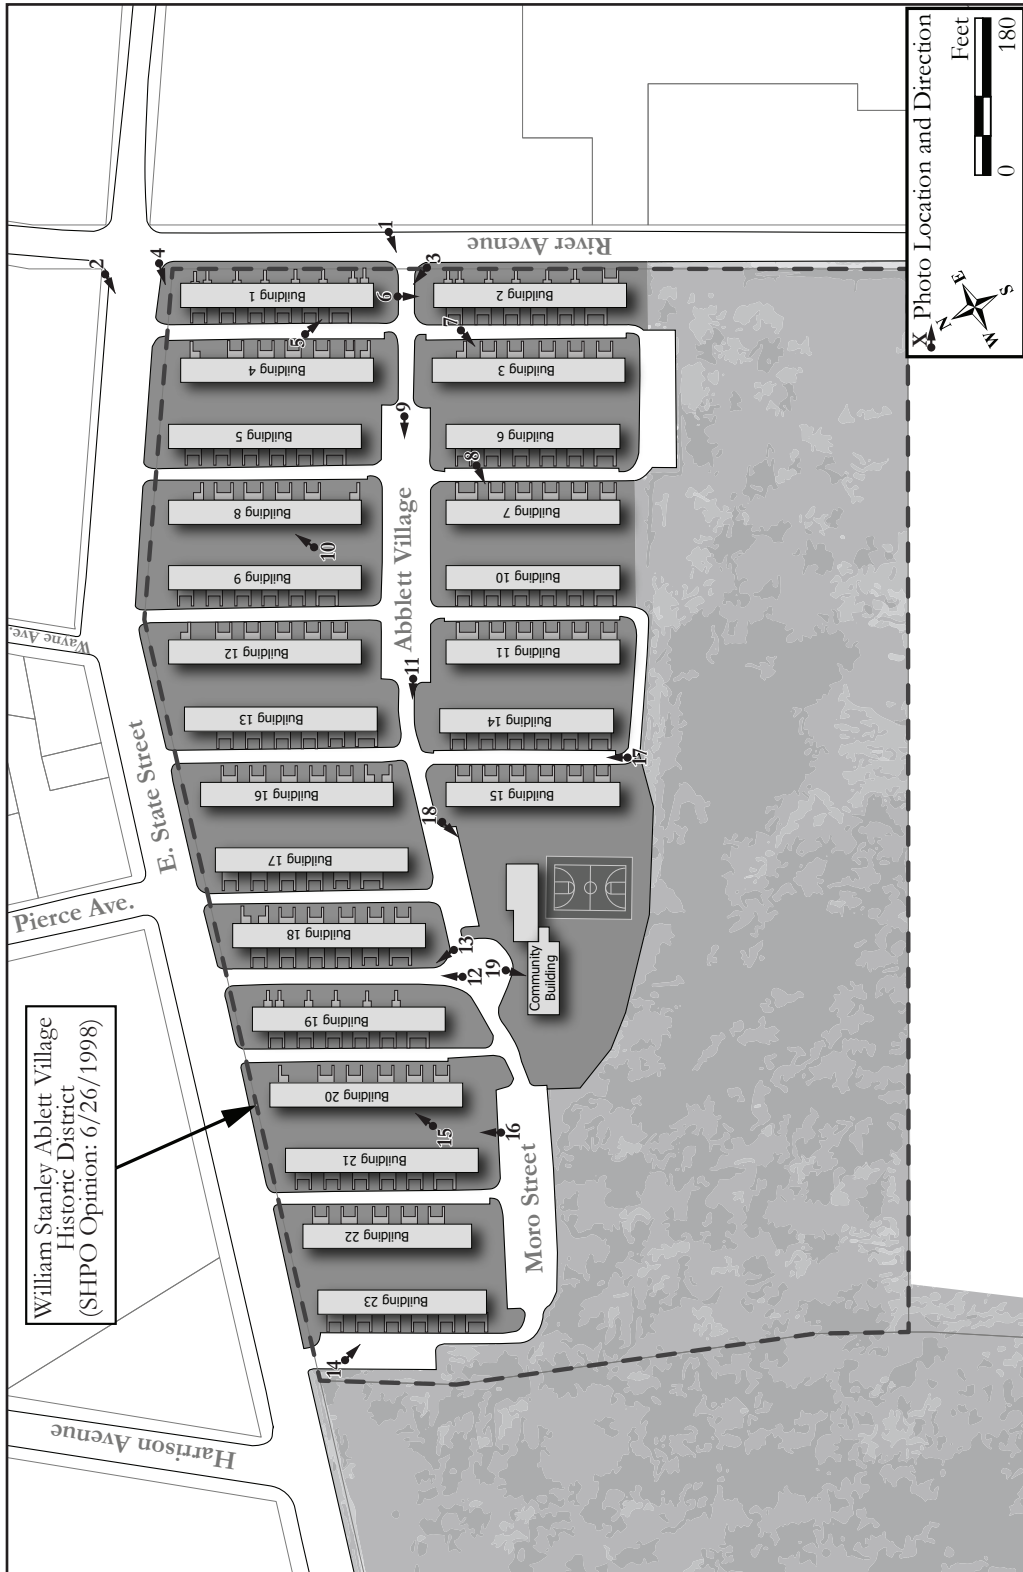 William Stanley Ablett Village
Historic District
(SHPO Opinion: 6/26/1998)
X Photo Location and Direction
Feet
0 180
N
E
S
W
River Avenue
E. State Street
Wayne Ave.
Pierce Ave.
Harrison Avenue
Abblett Village
Moro Street
Building 1
Building 2
Building 3
Building 4
Building 5
Building 6
Building 7
Building 8
Building 9
Building 10
Building 11
Building 12
Building 13
Building 14
Building 15
Building 16
Building 17
Building 18
Building 19
Building 20
Building 21
Building 22
Building 23
Community
Building
1
2
3
4
5
6
7
8
9
10
11
12
13
14
15
16
17
18
19